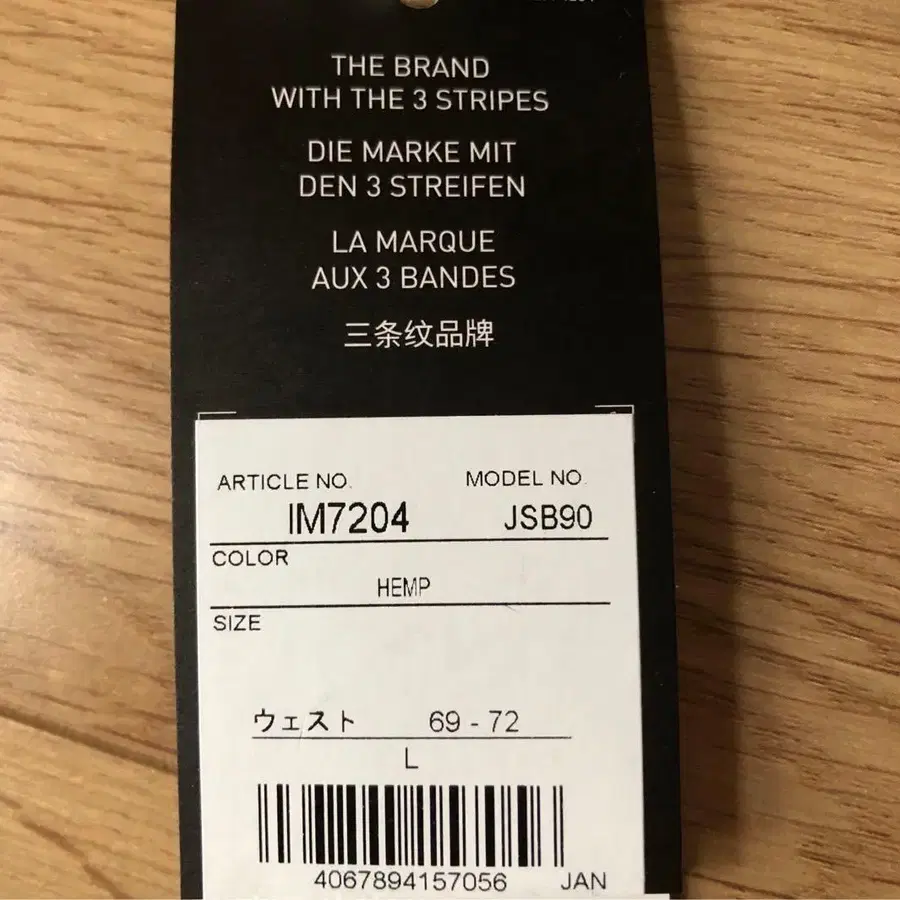 THE BRAND
WITH THE 3 STRIPES
DIE MARKE MIT
DEN 3 STREIFEN
LA MARQUE
AUX 3 BANDES
三条纹品牌
ARTICLE NO. MODEL NO.
IM7204 JSB90
COLOR
HEMP
SIZE
ウェスト 69 - 72
L
4067894157056 JAN